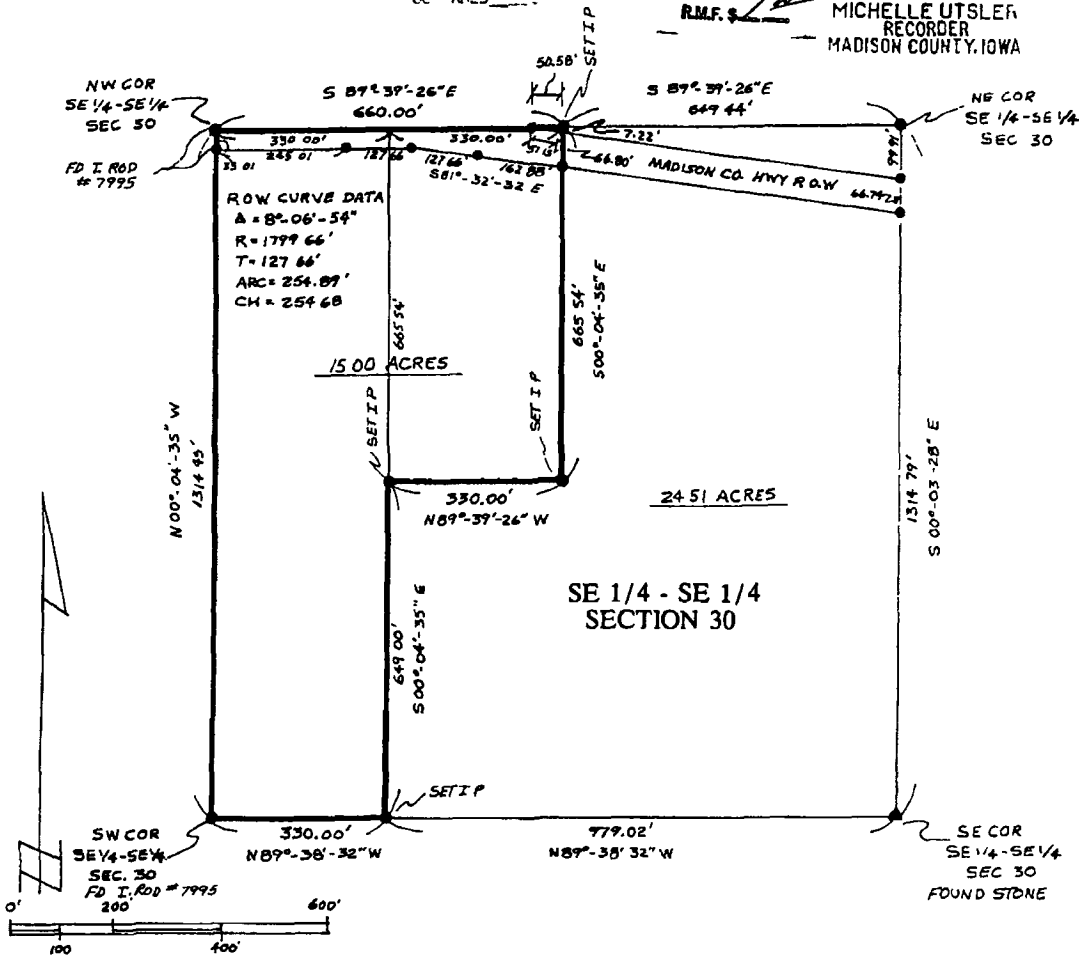 R.M.F. $
MICHELLE UTSLER
RECORDER
MADISON COUNTY, IOWA
SET I P
50.58'
NW COR
SE 1/4-SE 1/4
SEC 30
S 89°-39'-26" E
660.00'
S 89°-39'-26" E
649 44'
NE COR
SE 1/4-SE 1/4
SEC 30
FD I. ROD
# 7995
330.00'
330.00'
7.22'
33 01
245 01
127 66
127 66'
162 88'
S81°-32'-32 E
66.80'
MADISON CO. HWY R.O.W
99.91
66.74
ROW CURVE DATA
Δ = 8°-06'-54"
R = 1799 66'
T = 127 66'
ARC = 254.89'
CH = 254 68
665 54'
665 54'
S00°-04'-35" E
15 00 ACRES
SET I P
SET I P
N00°-04'-35" W
1314 45'
330.00'
N89°-39'-26" W
24 51 ACRES
1314 79'
S 00°-03-28" E
SE 1/4 - SE 1/4
SECTION 30
649 00'
S00°-04'-35" E
SET I P
SW COR
SE 1/4-SE 1/4
SEC. 30
FD I. ROD # 7995
330.00'
N89°-38'-32" W
979.02'
N89°-38' 32" W
SE COR
SE 1/4-SE 1/4
SEC 30
FOUND STONE
0' 200 600'
100 400'